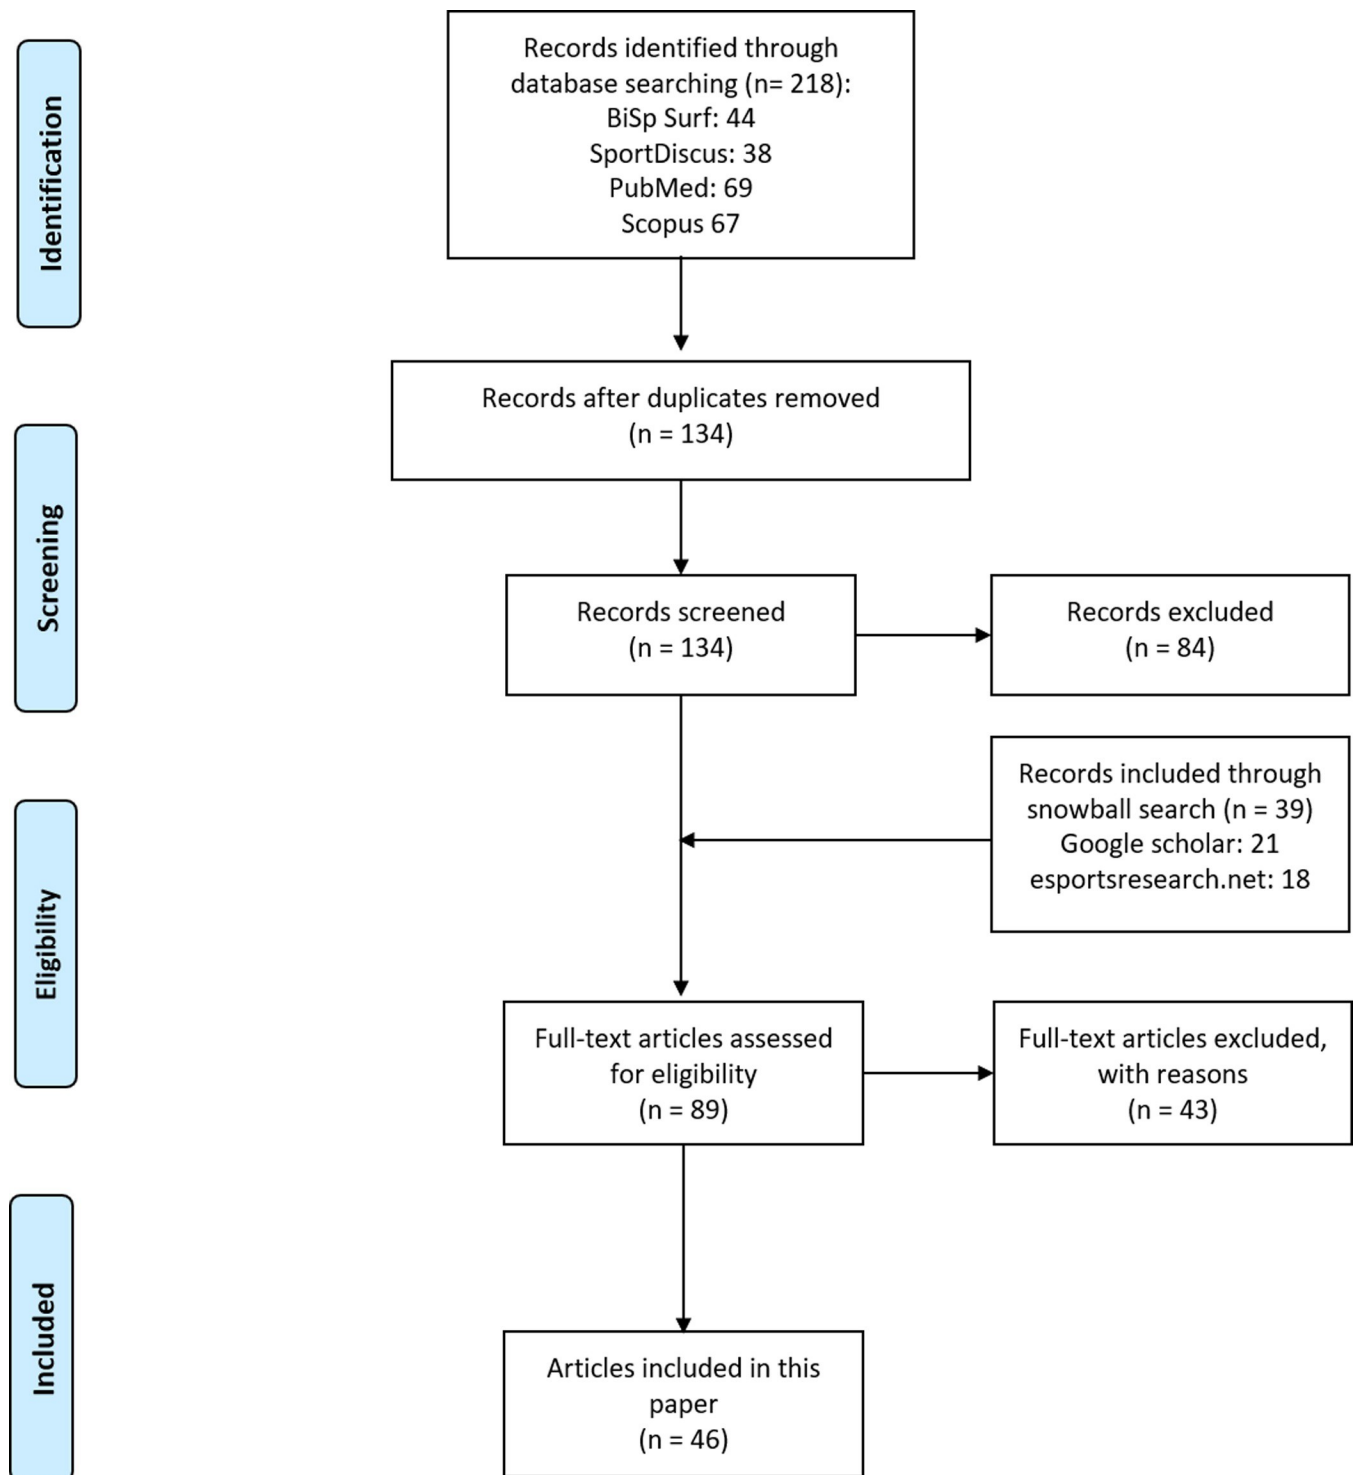 Identification
Records identified through
database searching (n= 218):
BiSp Surf: 44
SportDiscus: 38
PubMed: 69
Scopus 67
Records after duplicates removed
(n = 134)
Screening
Records screened
(n = 134)
Records excluded
(n = 84)
Records included through
snowball search (n = 39)
Google scholar: 21
esportsresearch.net: 18
Eligibility
Full-text articles assessed
for eligibility
(n = 89)
Full-text articles excluded,
with reasons
(n = 43)
Included
Articles included in this
paper
(n = 46)